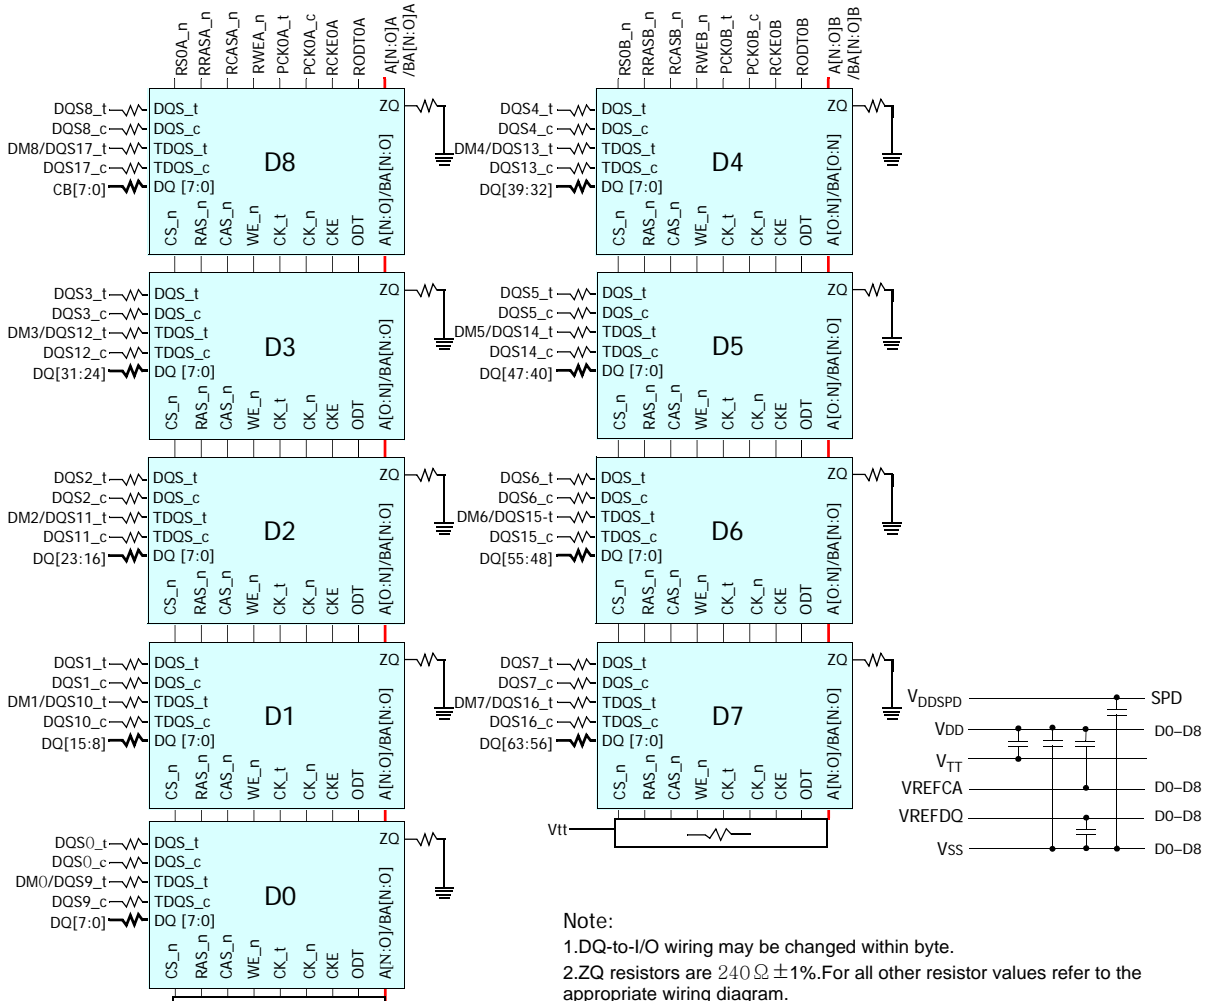 RS0A_n
RRASA_n
RCASA_n
RWEA_n
PCK0A_t
PCK0A_c
RCKE0A
RODT0A
A[N:O]A
/BA[N:O]A
RS0B_n
RRASB_n
RCASB_n
RWEB_n
PCK0B_t
PCK0B_c
RCKE0B
RODT0B
A[N:O]B
/BA[N:O]B
DQS8_t
DQS8_c
DM8/DQS17_t
DQS17_c
CB[7:0]
DQS_t
DQS_c
TDQS_t
TDQS_c
DQ [7:0]
D8
ZQ
CS_n
RAS_n
CAS_n
WE_n
CK_t
CK_n
CKE
ODT
A[N:O]/BA[N:O]
DQS4_t
DQS4_c
DM4/DQS13_t
DQS13_c
DQ[39:32]
DQS_t
DQS_c
TDQS_t
TDQS_c
DQ [7:0]
D4
ZQ
CS_n
RAS_n
CAS_n
WE_n
CK_t
CK_n
CKE
ODT
A[O:N]/BA[O:N]
DQS3_t
DQS3_c
DM3/DQS12_t
DQS12_c
DQ[31:24]
DQS_t
DQS_c
TDQS_t
TDQS_c
DQ [7:0]
D3
ZQ
CS_n
RAS_n
CAS_n
WE_n
CK_t
CK_n
CKE
ODT
A[O:N]/BA[N:O]
DQS5_t
DQS5_c
DM5/DQS14_t
DQS14_c
DQ[47:40]
DQS_t
DQS_c
TDQS_t
TDQS_c
DQ [7:0]
D5
ZQ
CS_n
RAS_n
CAS_n
WE_n
CK_t
CK_n
CKE
ODT
A[O:N]/BA[N:O]
DQS2_t
DQS2_c
DM2/DQS11_t
DQS11_c
DQ[23:16]
DQS_t
DQS_c
TDQS_t
TDQS_c
DQ [7:0]
D2
ZQ
CS_n
RAS_n
CAS_n
WE_n
CK_t
CK_n
CKE
ODT
A[O:N]/BA[N:O]
DQS6_t
DQS6_c
DM6/DQS15-t
DQS15_c
DQ[55:48]
DQS_t
DQS_c
TDQS_t
TDQS_c
DQ [7:0]
D6
ZQ
CS_n
RAS_n
CAS_n
WE_n
CK_t
CK_n
CKE
ODT
A[O:N]/BA[N:O]
DQS1_t
DQS1_c
DM1/DQS10_t
DQS10_c
DQ[15:8]
DQS_t
DQS_c
TDQS_t
TDQS_c
DQ [7:0]
D1
ZQ
CS_n
RAS_n
CAS_n
WE_n
CK_t
CK_n
CKE
ODT
A[N:O]/BA[N:O]
DQS7_t
DQS7_c
DM7/DQS16_t
DQS16_c
DQ[63:56]
DQS_t
DQS_c
TDQS_t
TDQS_c
DQ [7:0]
D7
ZQ
CS_n
RAS_n
CAS_n
WE_n
CK_t
CK_n
CKE
ODT
A[N:O]/BA[N:O]
Vtt
DQS0_t
DQS0_c
DM0/DQS9_t
DQS9_c
DQ[7:0]
DQS_t
DQS_c
TDQS_t
TDQS_c
DQ [7:0]
D0
ZQ
CS_n
RAS_n
CAS_n
WE_n
CK_t
CK_n
CKE
ODT
A[N:O]/BA[N:O]
VDDSPD SPD
VDD D0–D8
VTT
VREFCA D0–D8
VREFDQ D0–D8
VSS D0–D8
Note:
1.DQ-to-I/O wiring may be changed within byte.
2.ZQ resistors are 240Ω±1%.For all other resistor values refer to the
appropriate wiring diagram.